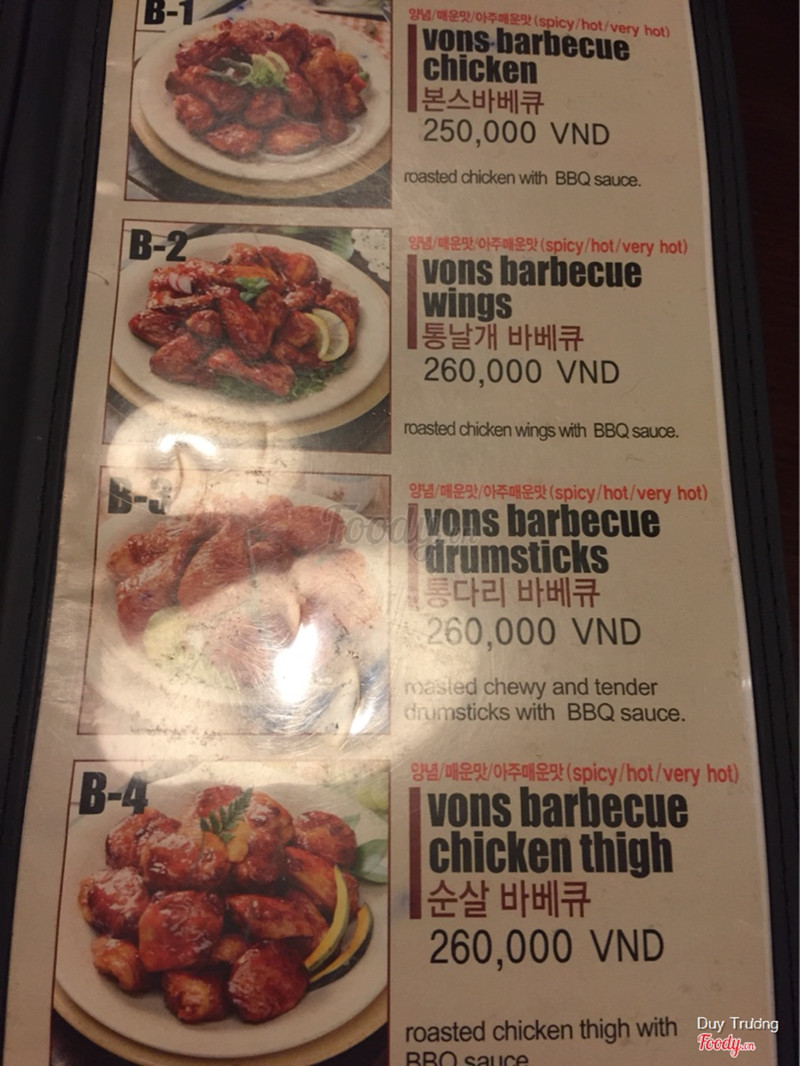 B-1
양념/매운맛/아주매운맛(spicy/hot/very hot)
vons barbecue
chicken
본스바베큐
250,000 VND
roasted chicken with BBQ sauce.
B-2
양념/매운맛/아주매운맛(spicy/hot/very hot)
vons barbecue
wings
통날개 바베큐
260,000 VND
roasted chicken wings with BBQ sauce.
B-3
양념/매운맛/아주매운맛(spicy/hot/very hot)
vons barbecue
drumsticks
통다리 바베큐
260,000 VND
roasted chewy and tender
drumsticks with BBQ sauce.
B-4
양념/매운맛/아주매운맛(spicy/hot/very hot)
vons barbecue
chicken thigh
순살 바베큐
260,000 VND
roasted chicken thigh with
BBQ sauce
Foody.vn
Duy Trương
Foody.vn